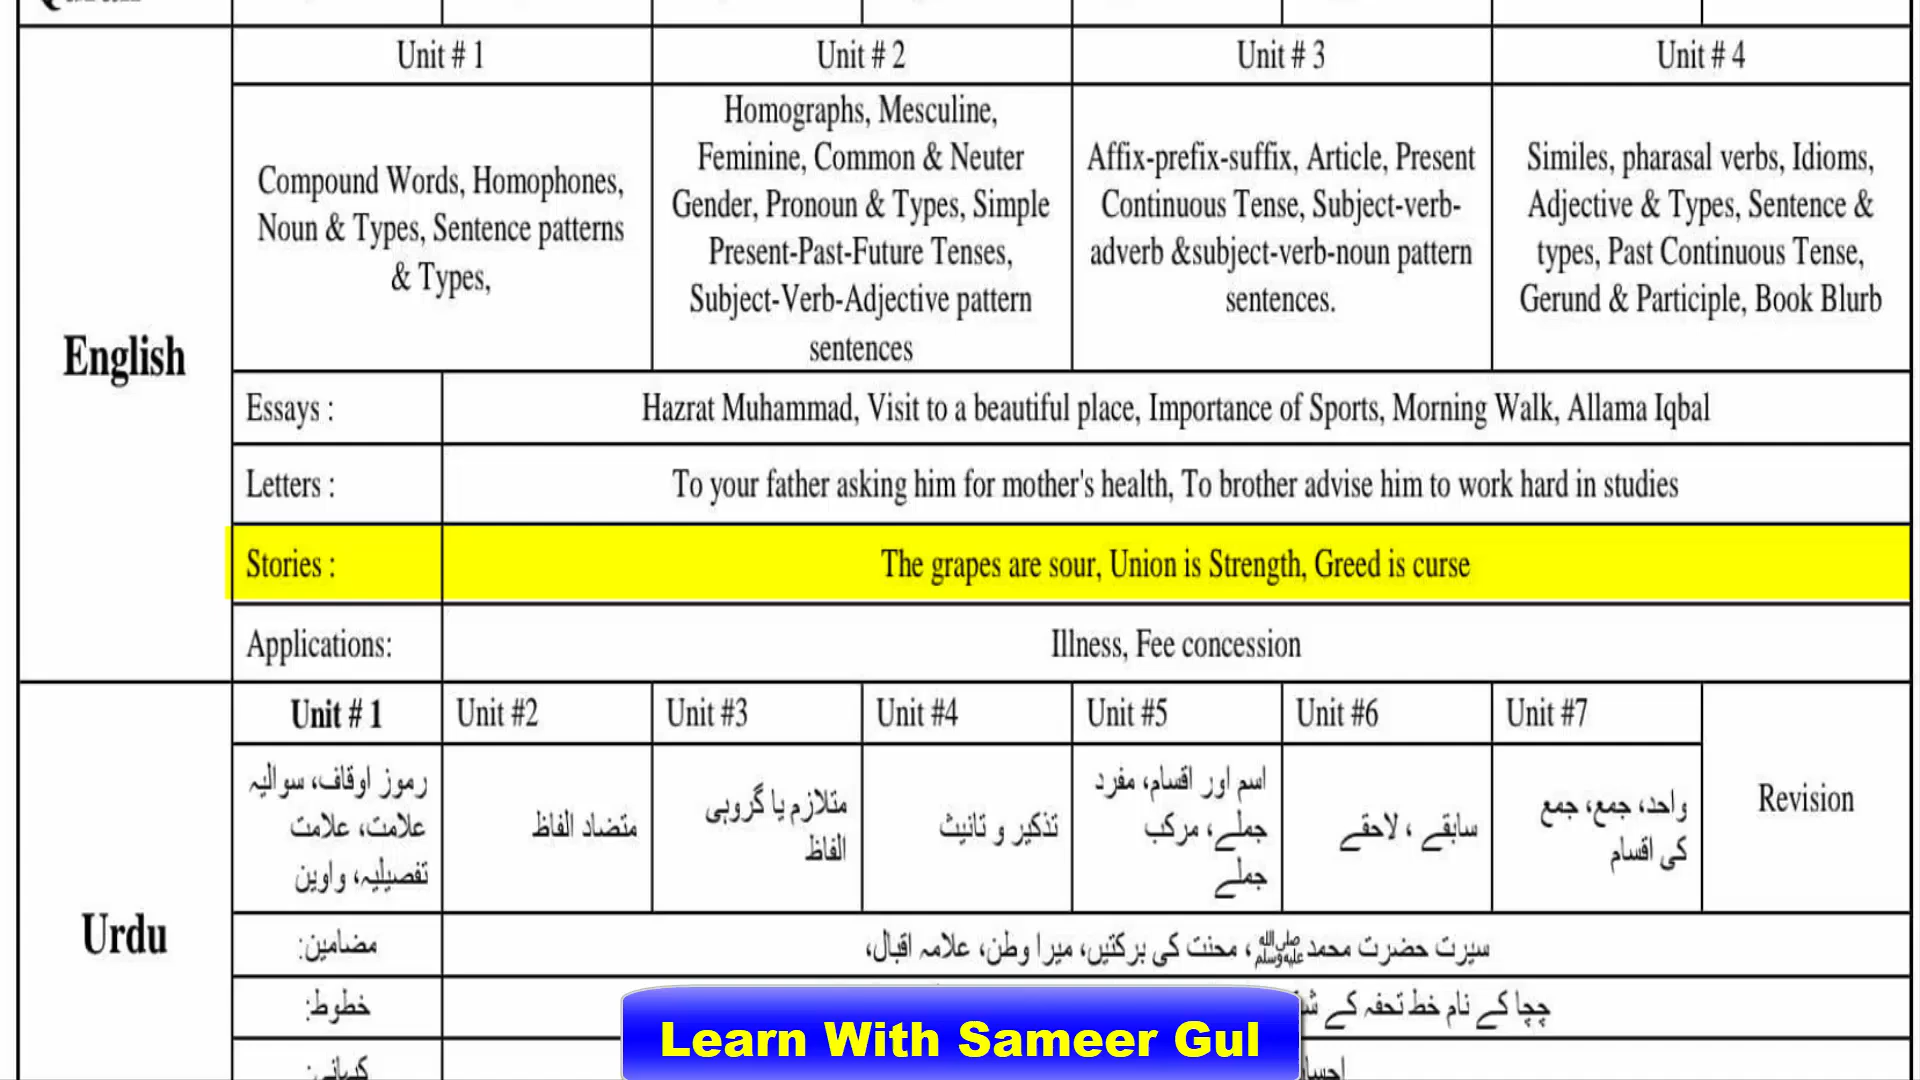 Unit # 1
Unit # 2
Unit # 3
Unit # 4
English
Compound Words, Homophones,
Noun & Types, Sentence patterns
& Types,
Homographs, Mesculine,
Feminine, Common & Neuter
Gender, Pronoun & Types, Simple
Present-Past-Future Tenses,
Subject-Verb-Adjective pattern
sentences
Affix-prefix-suffix, Article, Present
Continuous Tense, Subject-verb-
adverb &subject-verb-noun pattern
sentences.
Similes, pharasal verbs, Idioms,
Adjective & Types, Sentence &
types, Past Continuous Tense,
Gerund & Participle, Book Blurb
Essays :
Hazrat Muhammad, Visit to a beautiful place, Importance of Sports, Morning Walk, Allama Iqbal
Letters :
To your father asking him for mother's health, To brother advise him to work hard in studies
Stories :
The grapes are sour, Union is Strength, Greed is curse
Applications:
Illness, Fee concession
Urdu
Unit # 1
Unit #2
Unit #3
Unit #4
Unit #5
Unit #6
Unit #7
Revision
رموز اوقاف، سوالیہ
علامت، علامت
تفصیلیہ، واوین
متضاد الفاظ
متلازم یا گروہی
الفاظ
تذکیر و تانیث
اسم اور اقسام، مفرد
جملے، مرکب
جملے
سابقے ، لاحقے
واحد، جمع، جمع
کی اقسام
مضامین:
سیرت حضرت محمدﷺ، محنت کی برکتیں، میرا وطن، علامہ اقبال،
خطوط:
چچا کے نام خط تحفہ کے
کہانی:
Learn With Sameer Gul